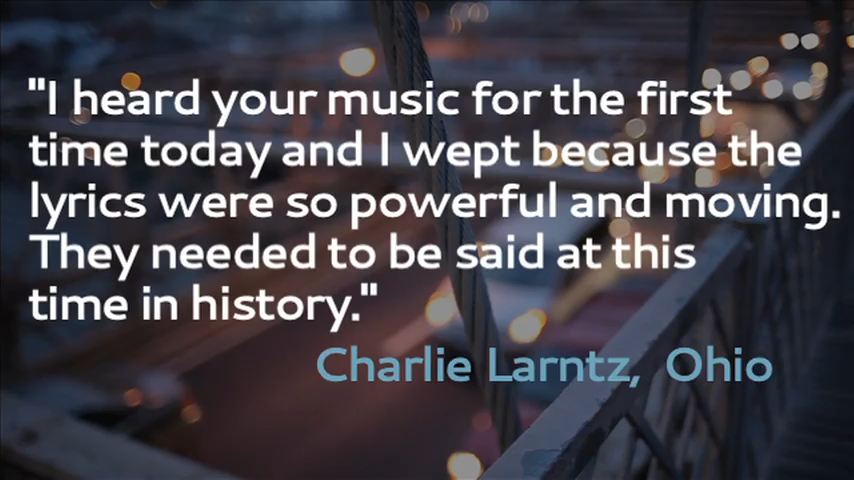 "I heard your music for the first
time today and I wept because the
lyrics were so powerful and moving.
They needed to be said at this
time in history."
Charlie Larntz, Ohio